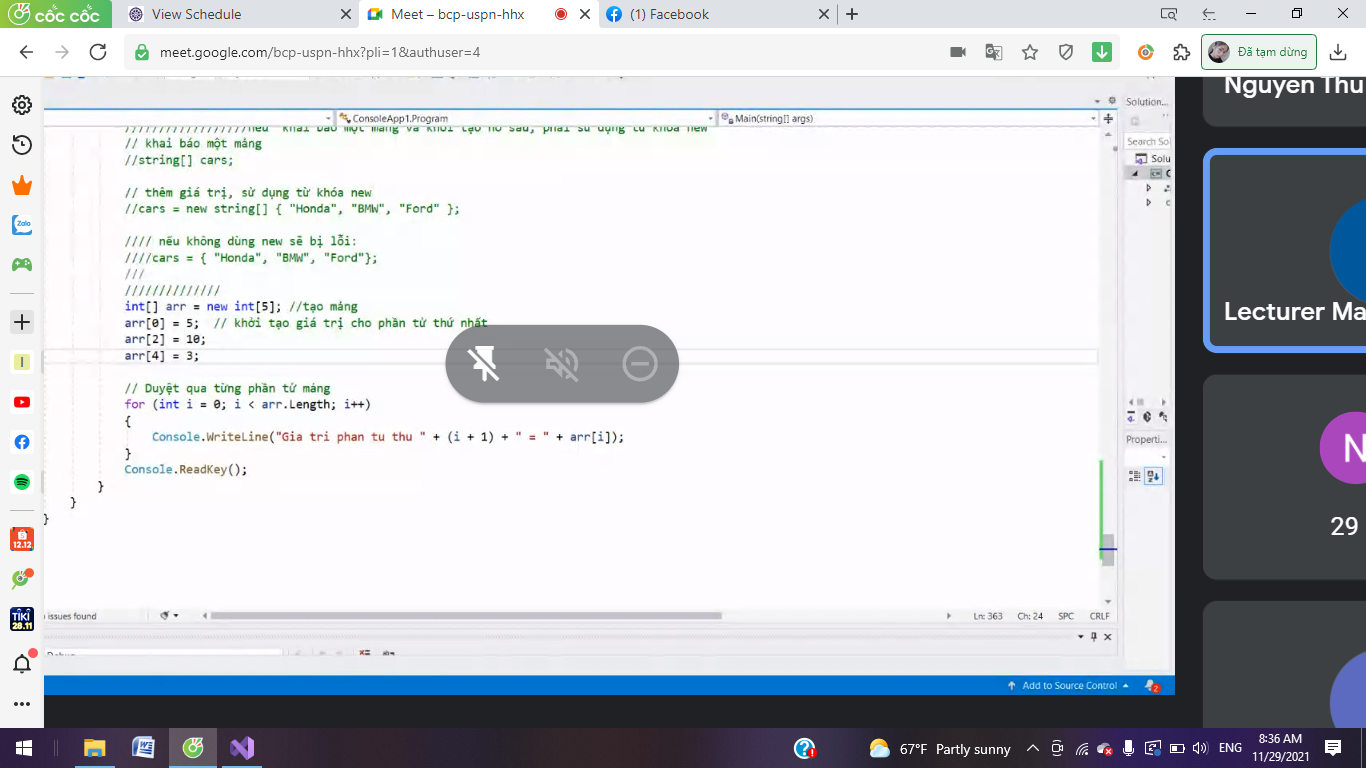 cốc cốc
View Schedule
Meet – bcp-uspn-hhx
(1) Facebook
meet.google.com/bcp-uspn-hhx?pli=1&authuser=4
Đã tạm dừng
Nguyen Thu
Solution...
ConsoleApp1.Program
Main(string[] args)
Search Sol
Solu
///////////////////nếu khai báo một mảng và khởi tạo nó sau, phải sử dụng từ khóa new
// khai báo một mảng
//string[] cars;
// thêm giá trị, sử dụng từ khóa new
//cars = new string[] { "Honda", "BMW", "Ford" };
//// nếu không dùng new sẽ bị lỗi:
////cars = { "Honda", "BMW", "Ford"};
///
//////////////
int[] arr = new int[5]; //tạo mảng
arr[0] = 5;  // khởi tạo giá trị cho phần tử thứ nhất
arr[2] = 10;
arr[4] = 3;
// Duyệt qua từng phần tử mảng
for (int i = 0; i < arr.Length; i++)
{
Console.WriteLine("Gia tri phan tu thu " + (i + 1) + " = " + arr[i]);
}
Console.ReadKey();
}
}
}
Lecturer Ma
Properti...
N
29
issues found
Ln: 363
Ch: 24
SPC
CRLF
Debug
Add to Source Control
2
Zalo
12.12
TIKI
28.11
67°F Partly sunny
ENG
8:36 AM
11/29/2021